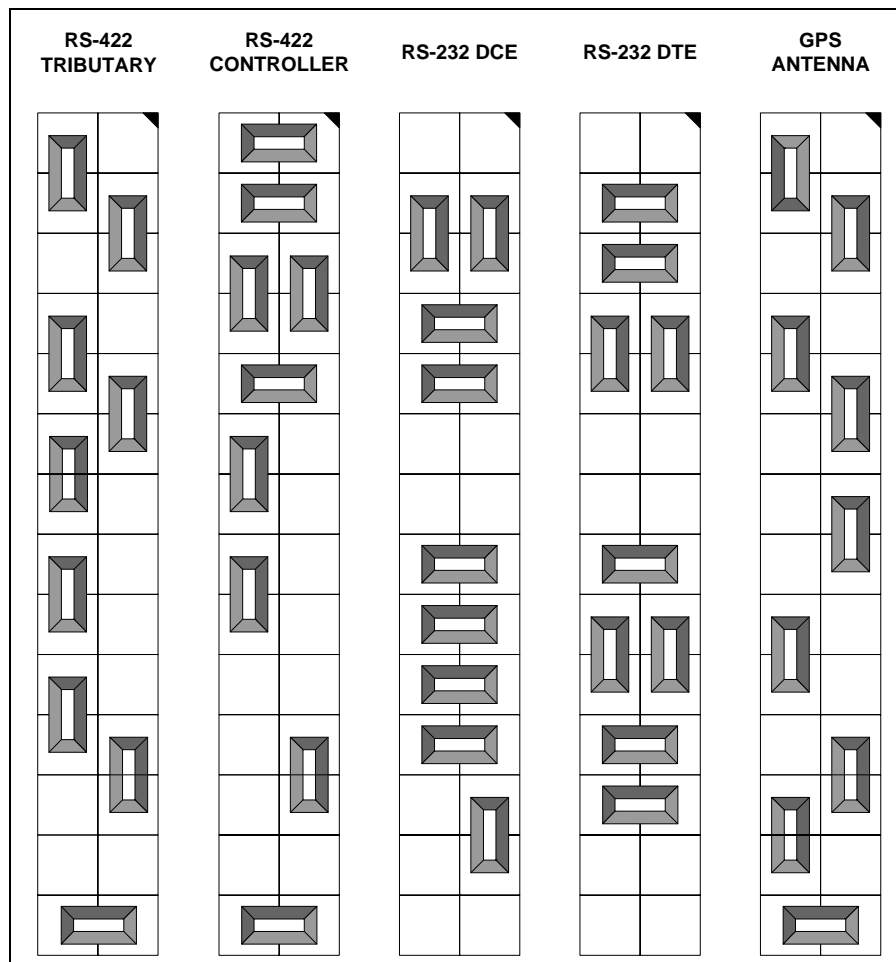 RS-422
TRIBUTARY
RS-422
CONTROLLER
RS-232 DCE
RS-232 DTE
GPS
ANTENNA